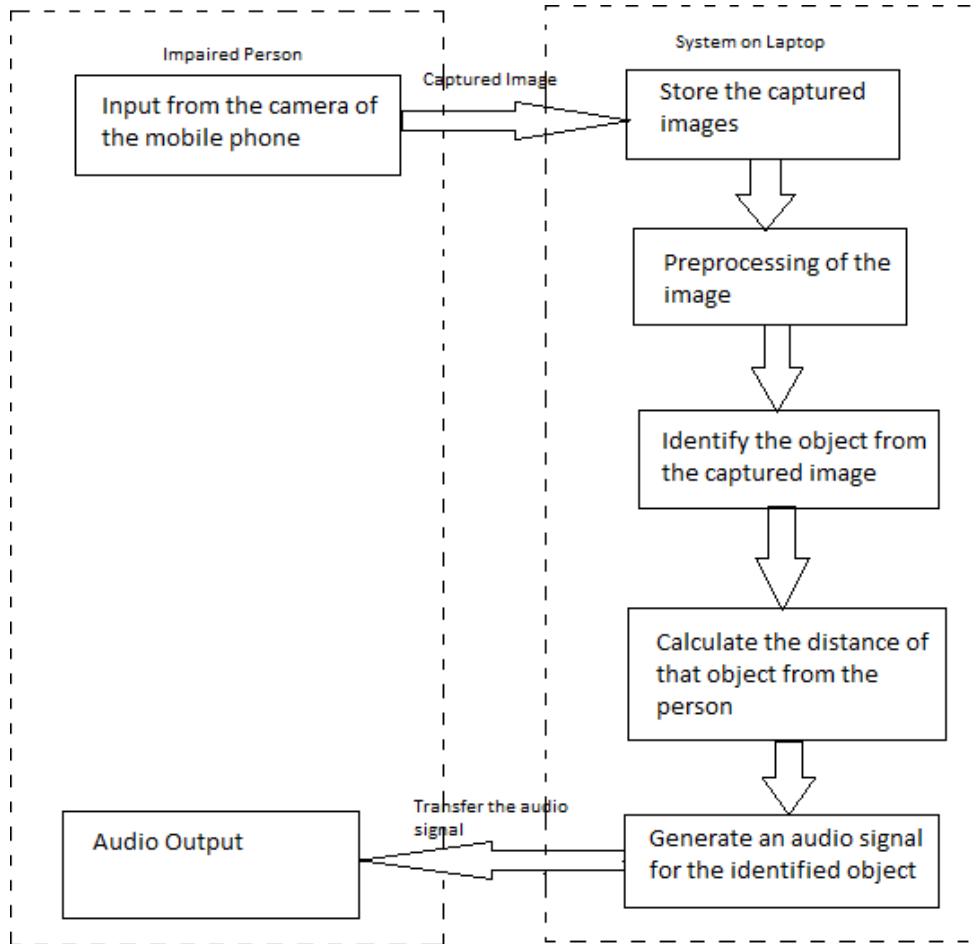 Impaired Person
System on Laptop
Input from the camera of
the mobile phone
Captured Image
Store the captured
images
Preprocessing of the
image
Identify the object from
the captured image
Calculate the distance of
that object from the
person
Generate an audio signal
for the identified object
Transfer the audio
signal
Audio Output